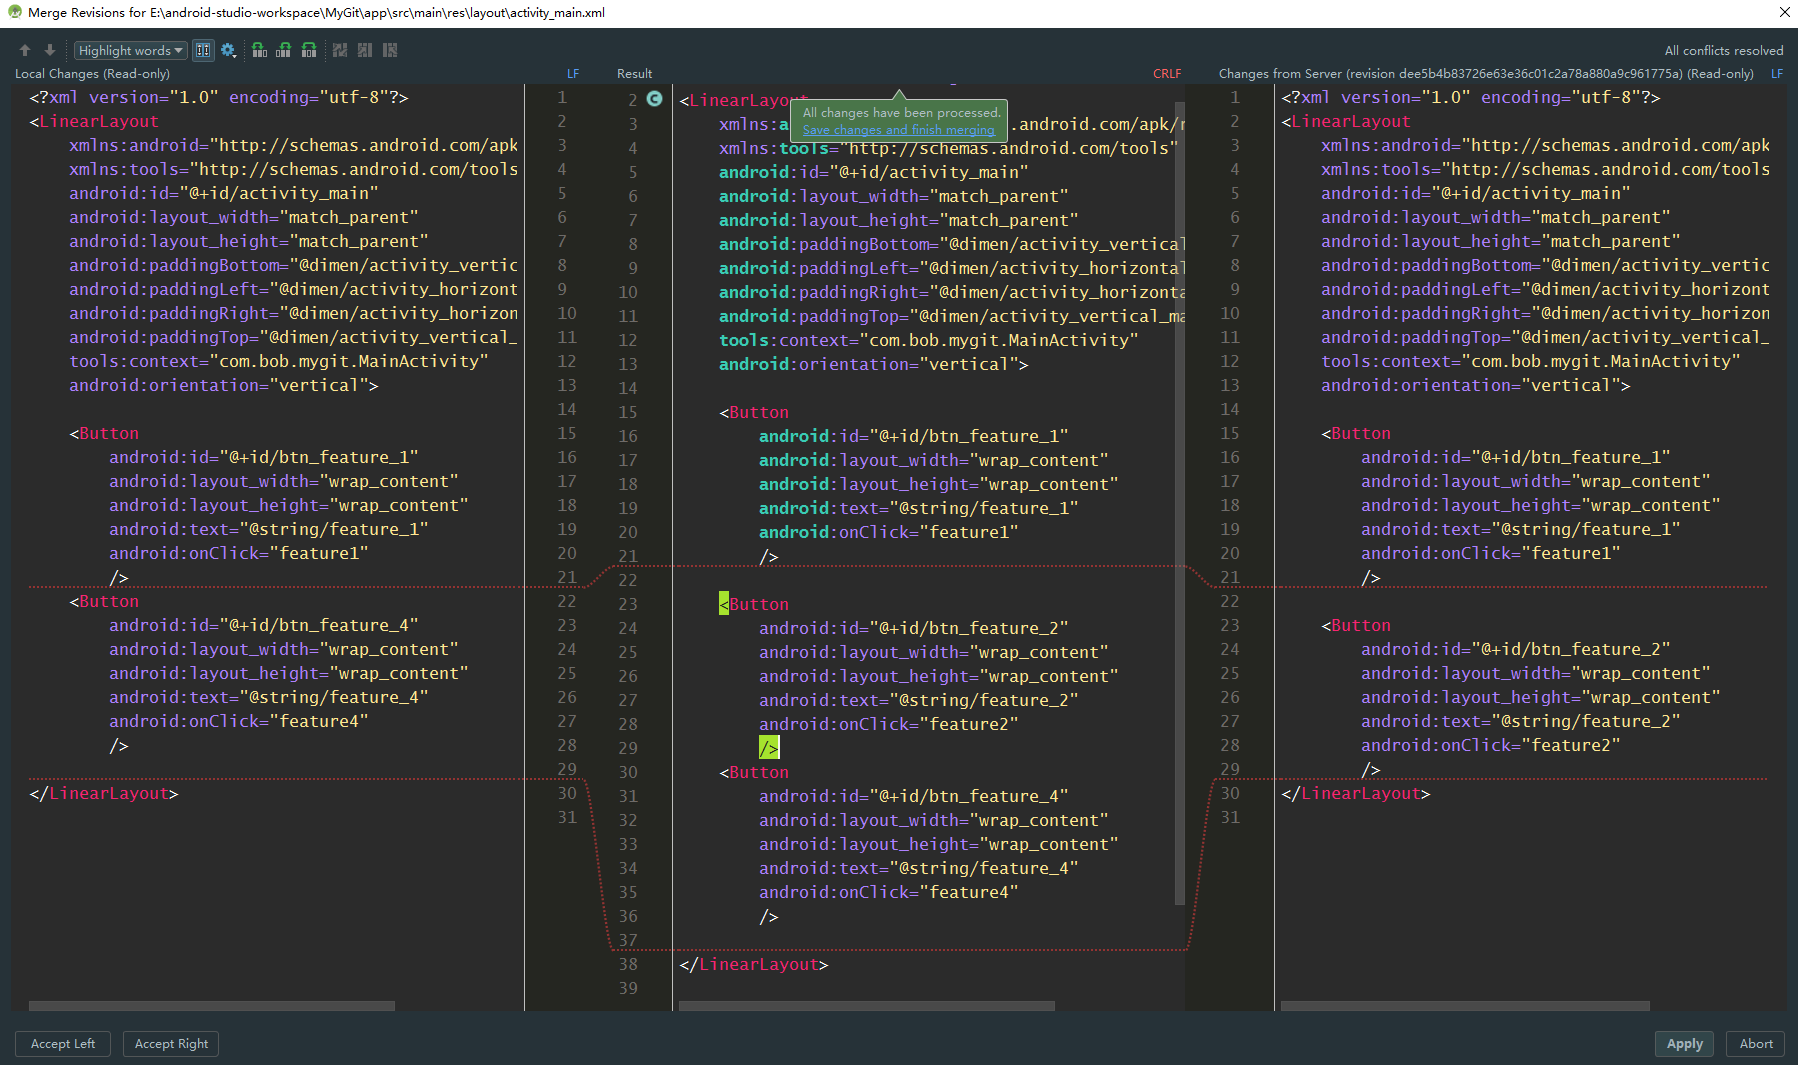 Merge Revisions for E:\android-studio-workspace\MyGit\app\src\main\res\layout\activity_main.xml
Highlight words
All conflicts resolved
Local Changes (Read-only)
LF
Result
CRLF
Changes from Server (revision dee5b4b83726e63e36c01c2a78a880a9c961775a) (Read-only)
LF
<?xml version="1.0" encoding="utf-8"?> 1
<LinearLayout 2
xmlns:android="http://schemas.android.com/apk 3
xmlns:tools="http://schemas.android.com/tools 4
android:id="@+id/activity_main" 5
android:layout_width="match_parent" 6
android:layout_height="match_parent" 7
android:paddingBottom="@dimen/activity_vertic 8
android:paddingLeft="@dimen/activity_horizont 9
android:paddingRight="@dimen/activity_horizon 10
android:paddingTop="@dimen/activity_vertical_ 11
tools:context="com.bob.mygit.MainActivity" 12
android:orientation="vertical"> 13
14
<Button 15
android:id="@+id/btn_feature_1" 16
android:layout_width="wrap_content" 17
android:layout_height="wrap_content" 18
android:text="@string/feature_1" 19
android:onClick="feature1" 20
/> 21
<Button 22
android:id="@+id/btn_feature_4" 23
android:layout_width="wrap_content" 24
android:layout_height="wrap_content" 25
android:text="@string/feature_4" 26
android:onClick="feature4" 27
/> 28
29
</LinearLayout> 30
31
2 C <LinearLayout
All changes have been processed.
Save changes and finish merging
3 xmlns:a .android.com/apk/r
4 xmlns:tools="http://schemas.android.com/tools"
5 android:id="@+id/activity_main"
6 android:layout_width="match_parent"
7 android:layout_height="match_parent"
8 android:paddingBottom="@dimen/activity_vertical
9 android:paddingLeft="@dimen/activity_horizontal
10 android:paddingRight="@dimen/activity_horizonta
11 android:paddingTop="@dimen/activity_vertical_ma
12 tools:context="com.bob.mygit.MainActivity"
13 android:orientation="vertical">
14
15 <Button
16 android:id="@+id/btn_feature_1"
17 android:layout_width="wrap_content"
18 android:layout_height="wrap_content"
19 android:text="@string/feature_1"
20 android:onClick="feature1"
21 />
22
23 <Button
24 android:id="@+id/btn_feature_2"
25 android:layout_width="wrap_content"
26 android:layout_height="wrap_content"
27 android:text="@string/feature_2"
28 android:onClick="feature2"
29 />
30 <Button
31 android:id="@+id/btn_feature_4"
32 android:layout_width="wrap_content"
33 android:layout_height="wrap_content"
34 android:text="@string/feature_4"
35 android:onClick="feature4"
36 />
37
38 </LinearLayout>
39
1 <?xml version="1.0" encoding="utf-8"?>
2 <LinearLayout
3 xmlns:android="http://schemas.android.com/apk
4 xmlns:tools="http://schemas.android.com/tools
5 android:id="@+id/activity_main"
6 android:layout_width="match_parent"
7 android:layout_height="match_parent"
8 android:paddingBottom="@dimen/activity_vertic
9 android:paddingLeft="@dimen/activity_horizont
10 android:paddingRight="@dimen/activity_horizon
11 android:paddingTop="@dimen/activity_vertical_
12 tools:context="com.bob.mygit.MainActivity"
13 android:orientation="vertical">
14
15 <Button
16 android:id="@+id/btn_feature_1"
17 android:layout_width="wrap_content"
18 android:layout_height="wrap_content"
19 android:text="@string/feature_1"
20 android:onClick="feature1"
21 />
22
23 <Button
24 android:id="@+id/btn_feature_2"
25 android:layout_width="wrap_content"
26 android:layout_height="wrap_content"
27 android:text="@string/feature_2"
28 android:onClick="feature2"
29 />
30 </LinearLayout>
31
Accept Left
Accept Right
Apply
Abort